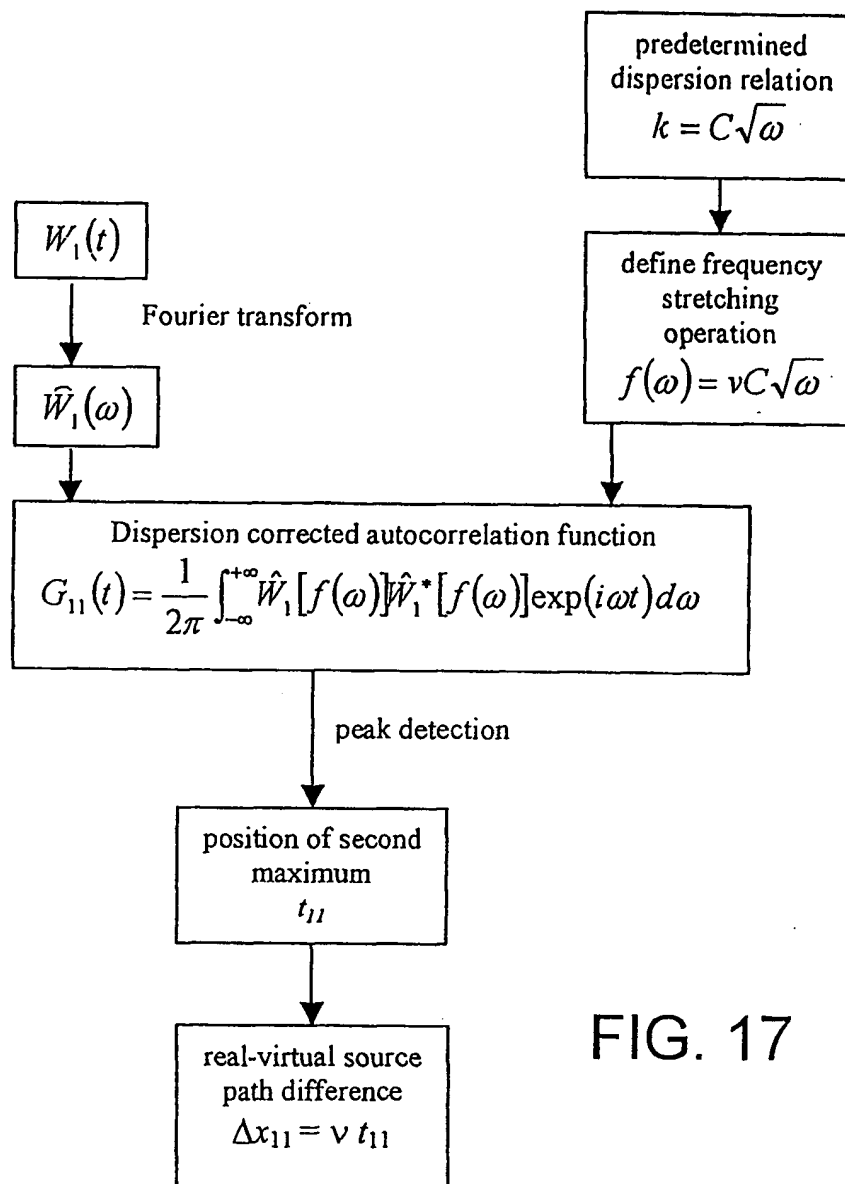 predetermined
dispersion relation
k = C√ω
W₁(t)
Fourier transform
Ŵ₁(ω)
define frequency
stretching
operation
f(ω) = νC√ω
Dispersion corrected autocorrelation function
G₁₁(t) = 1/2π ∫₋∞⁺∞ Ŵ₁[f(ω)]Ŵ₁*[f(ω)]exp(iωt)dω
peak detection
position of second
maximum
t₁₁
real-virtual source
path difference
Δx₁₁ = ν t₁₁
FIG. 17